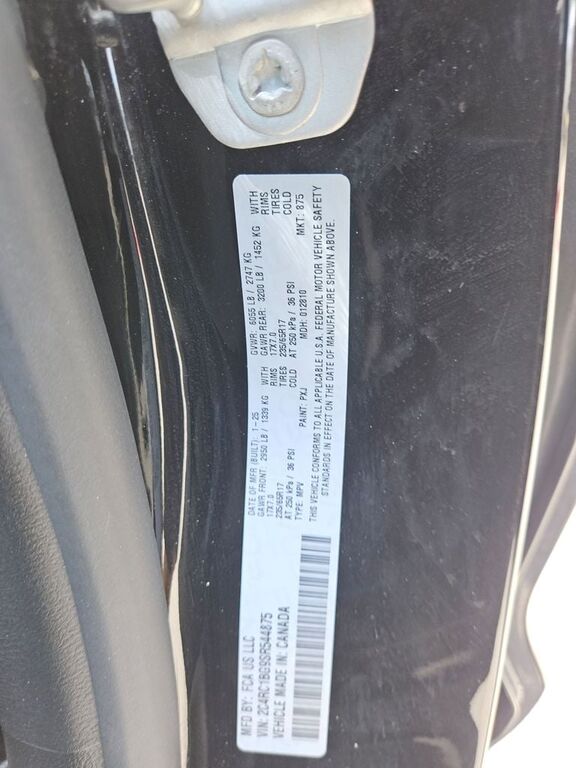 MFD BY: FCA US LLC
DATE OF MFR (BUILT): 1-25
GVWR: 6055 LB / 2747 KG
GAWR FRONT: 2950 LB / 1339 KG WITH
GAWR REAR: 3200 LB / 1452 KG WITH
17X7.0 RIMS
17X7.0 RIMS
235/65R17 TIRES
235/65R17 TIRES
AT 250 kPa / 36 PSI COLD
AT 250 kPa / 36 PSI COLD
VIN: 2C4RC1BG9SR544875
TYPE: MPV
PAINT: PXJ
MDH: 012810
MKT: 875
VEHICLE MADE IN: CANADA
THIS VEHICLE CONFORMS TO ALL APPLICABLE U.S.A. FEDERAL MOTOR VEHICLE SAFETY
STANDARDS IN EFFECT ON THE DATE OF MANUFACTURE SHOWN ABOVE.